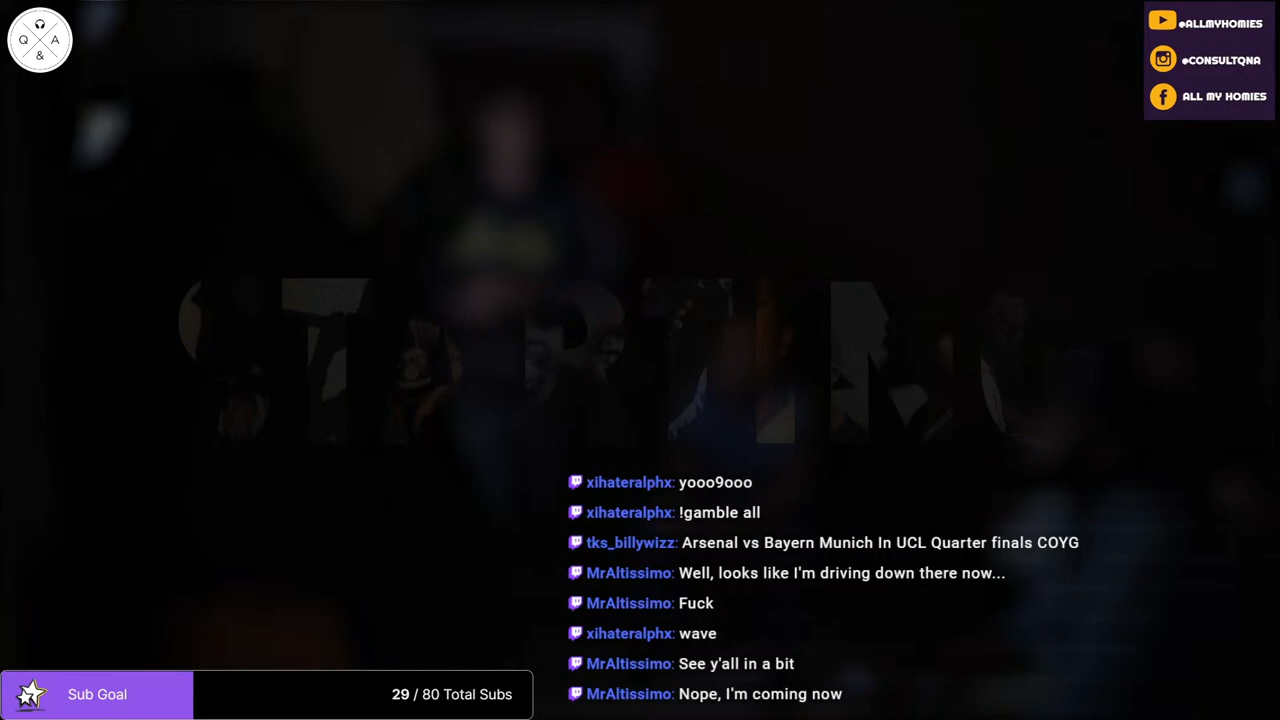 Q A
&
@ALLMYHOMIES
@CONSULTQNA
ALL MY HOMIES
STARTING
xihateralphx: yooo9ooo
xihateralphx: !gamble all
tks_billywizz: Arsenal vs Bayern Munich In UCL Quarter finals COYG
MrAltissimo: Well, looks like I'm driving down there now...
MrAltissimo: Fuck
xihateralphx: wave
MrAltissimo: See y'all in a bit
MrAltissimo: Nope, I'm coming now
Sub Goal 29 / 80 Total Subs